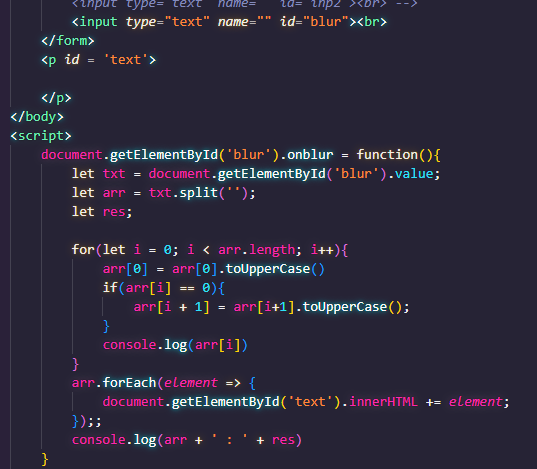 <input type="text" name="" id="inp2"><br> -->
<input type="text" name="" id="blur"><br>
</form>
<p id = 'text'>
</p>
</body>
<script>
document.getElementById('blur').onblur = function(){
let txt = document.getElementById('blur').value;
let arr = txt.split('');
let res;
for(let i = 0; i < arr.length; i++){
arr[0] = arr[0].toUpperCase()
if(arr[i] == 0){
arr[i + 1] = arr[i+1].toUpperCase();
}
console.log(arr[i])
}
arr.forEach(element => {
document.getElementById('text').innerHTML += element;
});;
console.log(arr + ' : ' + res)
}